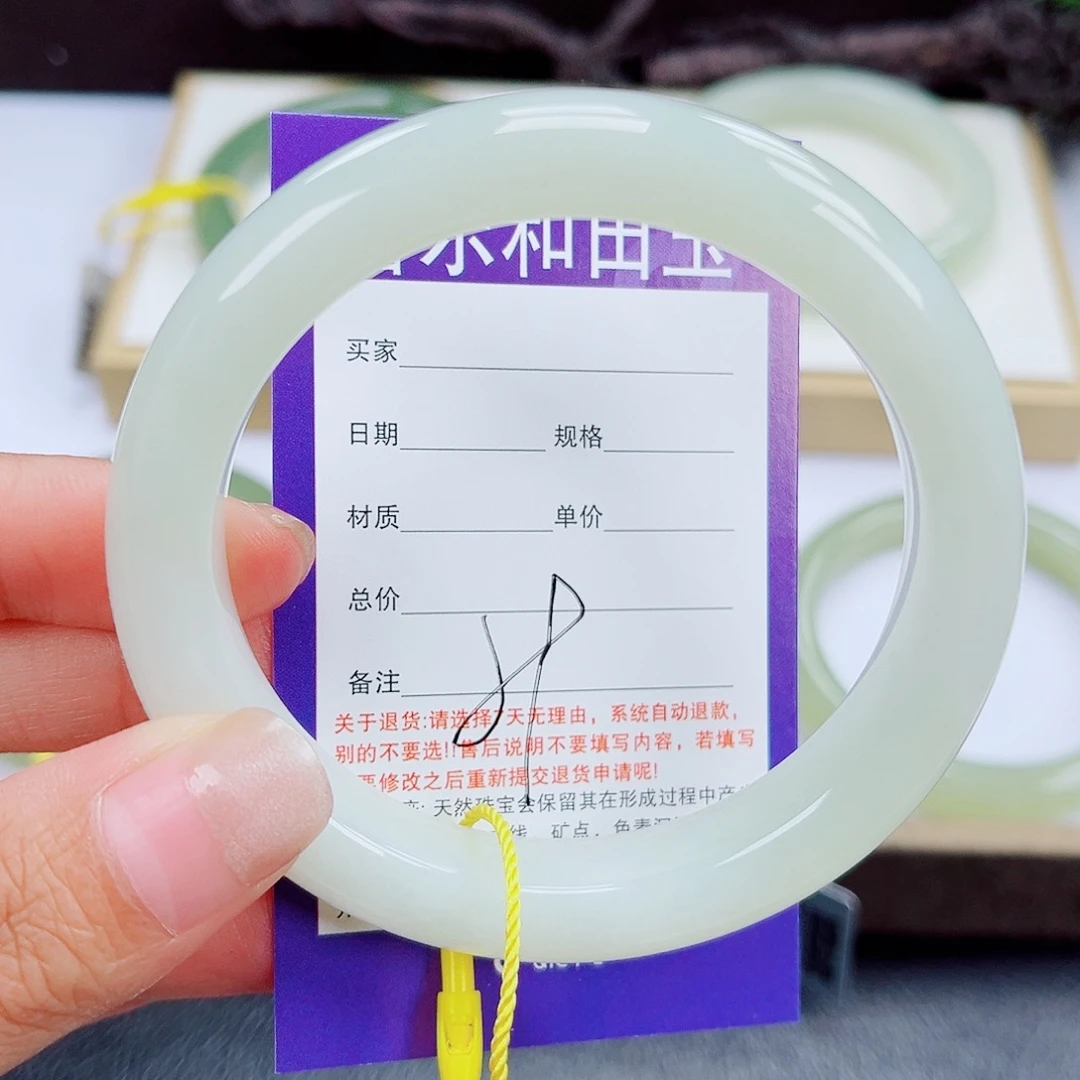 尔和田玉
买家
日期 规格
材质 单价
总价
备注
关于退货:请选择7天无理由，系统自动退款，
别的不要选!!售后说明不要填写内容，若填写
要修改之后重新提交退货申请呢!
天然珠宝会保留其在形成过程中产
线、矿点、色素沉